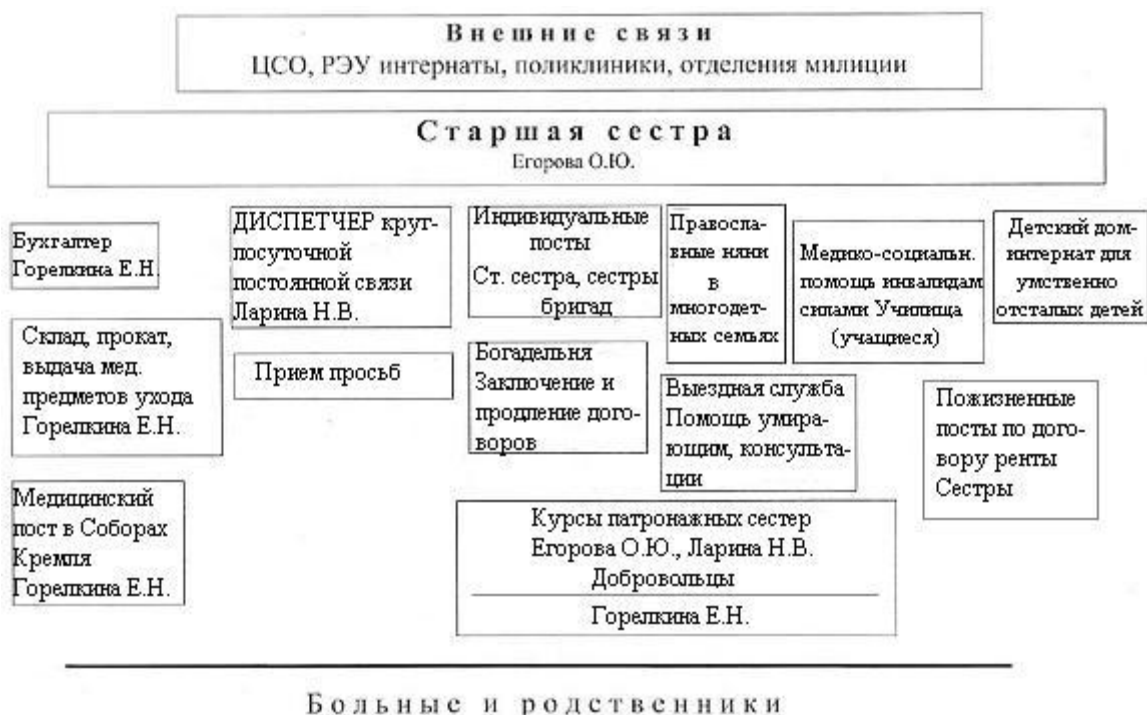 Внешние связи
ЦСО, РЭУ интернаты, поликлиники, отделения милиции
Старшая сестра
Егорова О.Ю.
Бухгалтер
Горелкина Е.Н.
ДИСПЕТЧЕР круг-
лосуточной
постоянной связи
Ларина Н.В.
Индивидуальные
посты
Ст. сестра, сестры
бригад
Правосла-
вные няни
в
многодет-
ных семьях
Медико-социальн.
помощь инвалидам
силами Училища
(учащиеся)
Детский дом-
интернат для
умственно
отсталых детей
Склад, прокат,
выдача мед.
предметов ухода
Горелкина Е.Н.
Прием просьб
Богадельня
Заключение и
продление дого-
воров
Выездная служба
Помощь умира-
ющим, консульта-
ции
Пожизненные
посты по дого-
вору ренты
Сестры
Медицинский
пост в Соборах
Кремля
Горелкина Е.Н.
Курсы патронажных сестер
Егорова О.Ю., Ларина Н.В.
Добровольцы
Горелкина Е.Н.
Больные и родственники